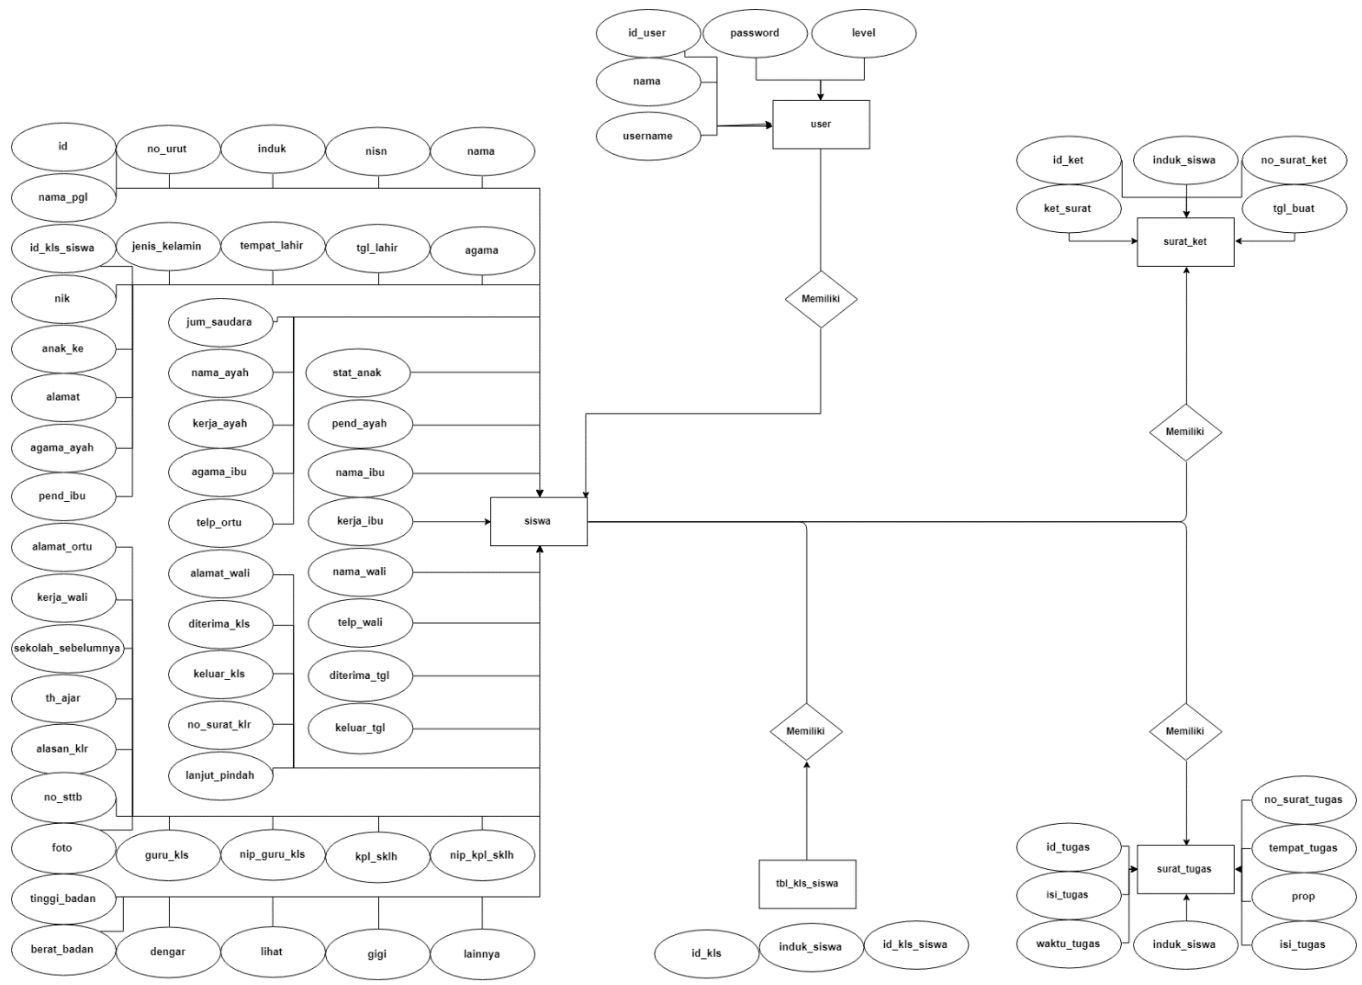 id_user
password
level
nama
username
user
id
no_urut
induk
nisn
nama
nama_pgl
id_kls_siswa
jenis_kelamin
tempat_lahir
tgl_lahir
agama
nik
anak_ke
alamat
agama_ayah
pend_ibu
jum_saudara
nama_ayah
kerja_ayah
agama_ibu
telp_ortu
stat_anak
pend_ayah
nama_ibu
kerja_ibu
siswa
alamat_ortu
kerja_wali
sekolah_sebelumnya
th_ajar
alasan_klr
no_sttb
foto
alamat_wali
diterima_kls
keluar_kls
no_surat_klr
lanjut_pindah
nama_wali
telp_wali
diterima_tgl
keluar_tgl
guru_kls
nip_guru_kls
kpl_sklh
nip_kpl_sklh
tinggi_badan
berat_badan
dengar
lihat
gigi
lainnya
Memiliki
id_ket
induk_siswa
no_surat_ket
ket_surat
tgl_buat
surat_ket
Memiliki
Memiliki
tbl_kls_siswa
id_kls
induk_siswa
id_kls_siswa
Memiliki
id_tugas
isi_tugas
waktu_tugas
surat_tugas
induk_siswa
no_surat_tugas
tempat_tugas
prop
isi_tugas